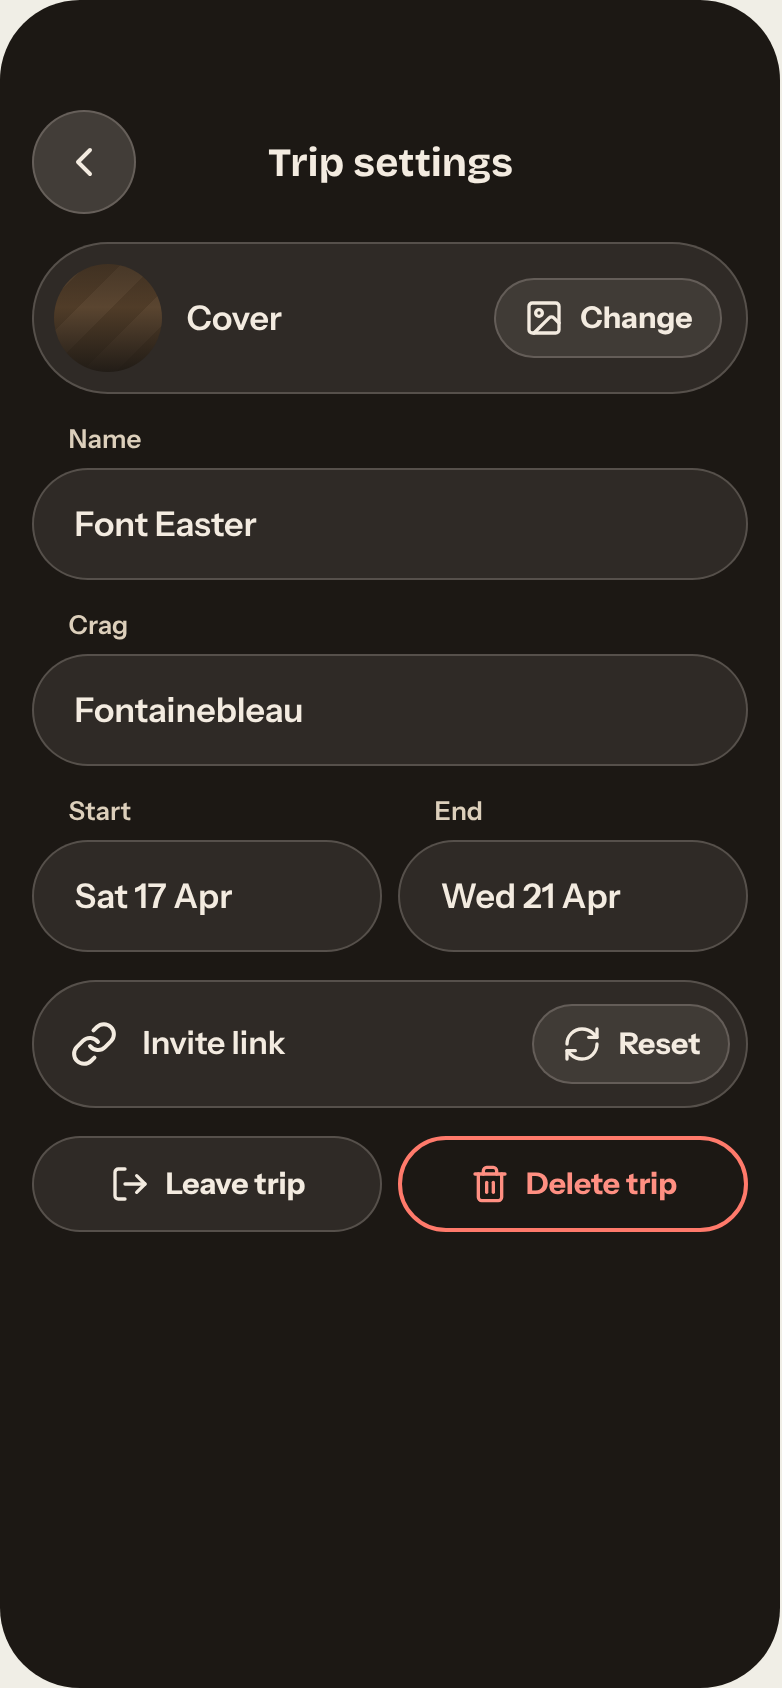 Trip settings
Cover
Change
Name
Font Easter
Crag
Fontainebleau
Start
End
Sat 17 Apr
Wed 21 Apr
Invite link
Reset
Leave trip
Delete trip